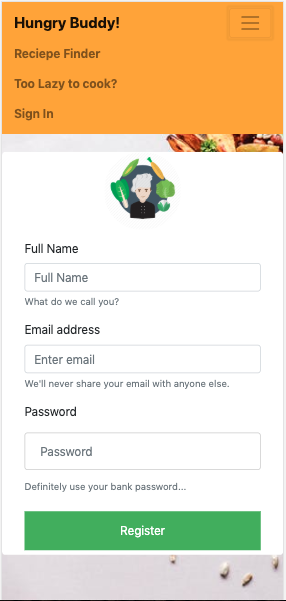 Hungry Buddy!
Reciepe Finder
Too Lazy to cook?
Sign In
Full Name
Full Name
What do we call you?
Email address
Enter email
We'll never share your email with anyone else.
Password
Password
Definitely use your bank password...
Register